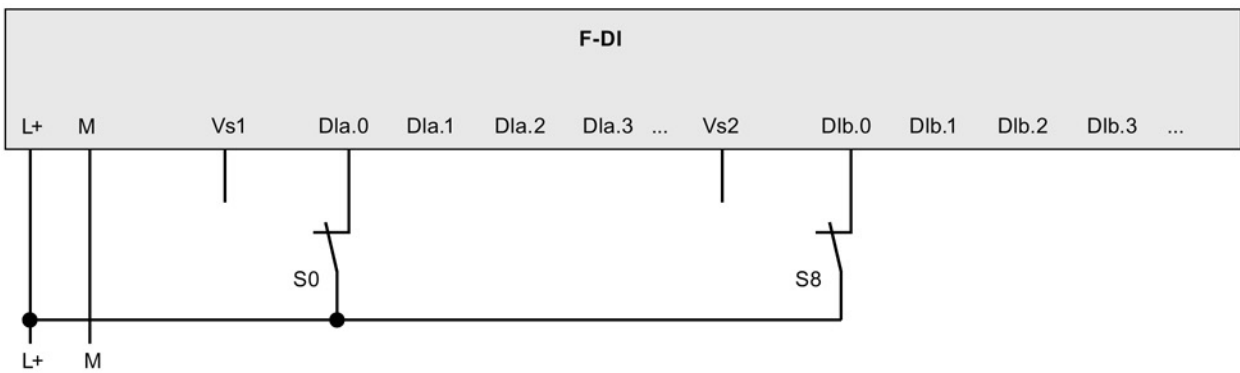 F-DI
L+ M Vs1 DIa.0 DIa.1 DIa.2 DIa.3 ... Vs2 DIb.0 DIb.1 DIb.2 DIb.3 ...
S0 S8
L+ M